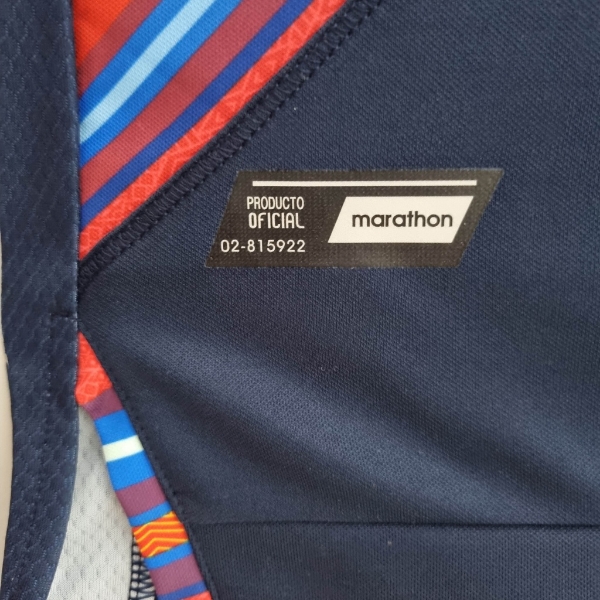 PRODUCTO
OFICIAL
02-815922
marathon